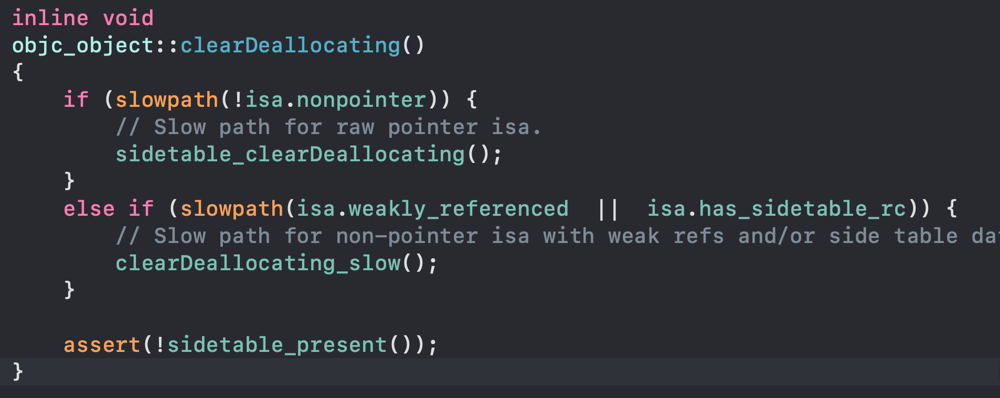 inline void
objc_object::clearDeallocating()
{
    if (slowpath(!isa.nonpointer)) {
        // Slow path for raw pointer isa.
        sidetable_clearDeallocating();
    }
    else if (slowpath(isa.weakly_referenced  ||  isa.has_sidetable_rc)) {
        // Slow path for non-pointer isa with weak refs and/or side table
        clearDeallocating_slow();
    }

    assert(!sidetable_present());
}